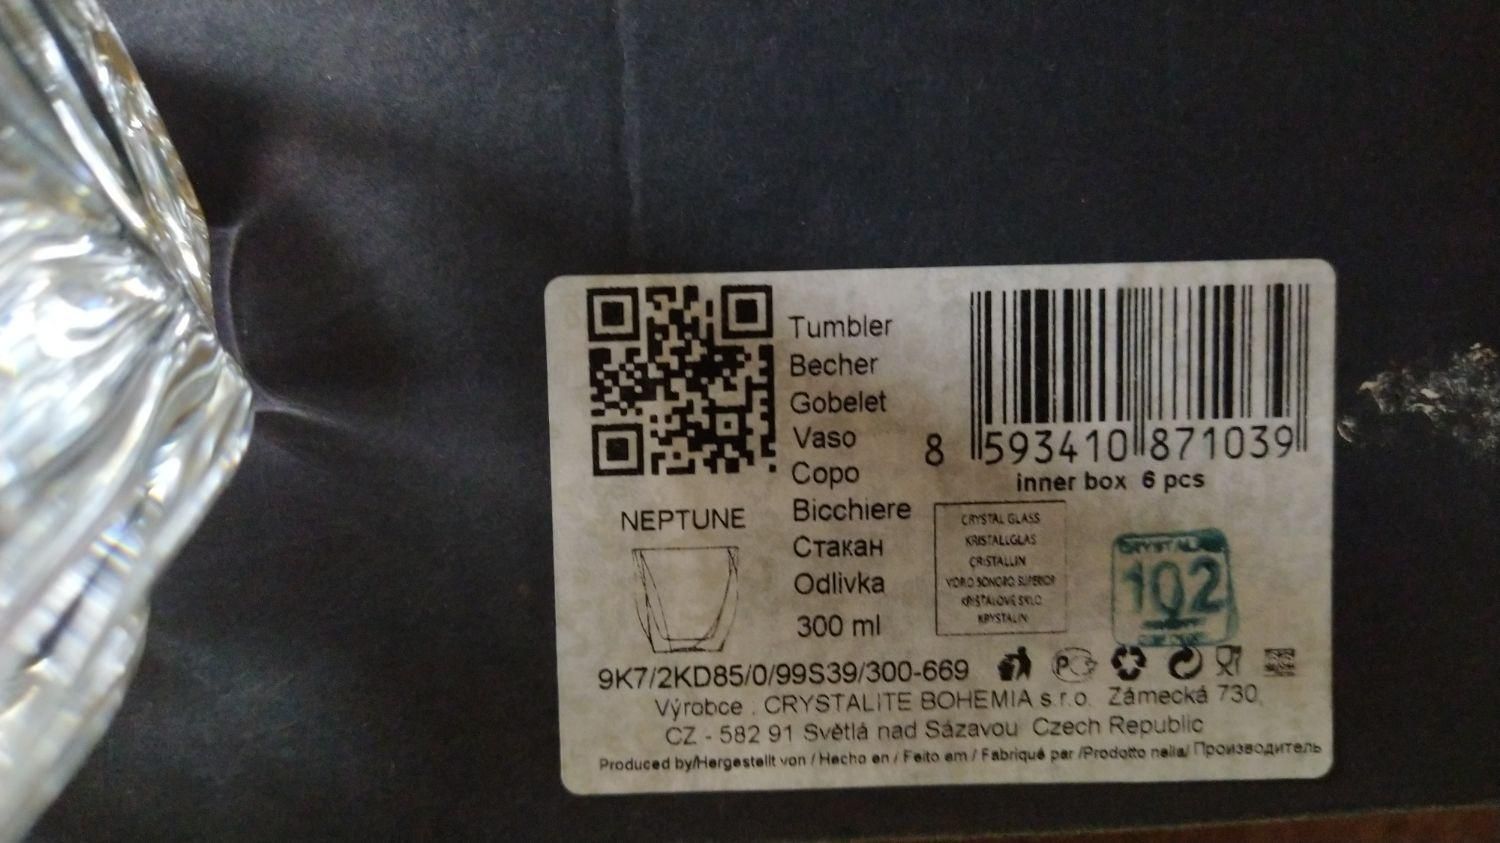 Tumbler
Becher
Gobelet
Vaso
Copo
Bicchiere
Стакан
Odlivka
300 ml
NEPTUNE
8 593410 871039
inner box 6 pcs
CRYSTAL GLASS
KRISTALLGLAS
CRISTALLIN
VIDRO SONORO SUPERIOR
KŘIŠŤÁLOVÉ SKLO
KRYSTALIN
102
9K7/2KD85/0/99S39/300-669
Výrobce : CRYSTALITE BOHEMIA s.r.o. Zámecká 730,
CZ - 582 91 Světlá nad Sázavou Czech Republic
Produced by/Hergestellt von / Hecho en / Feito em / Fabriqué par /Prodotto nella/ Производитель